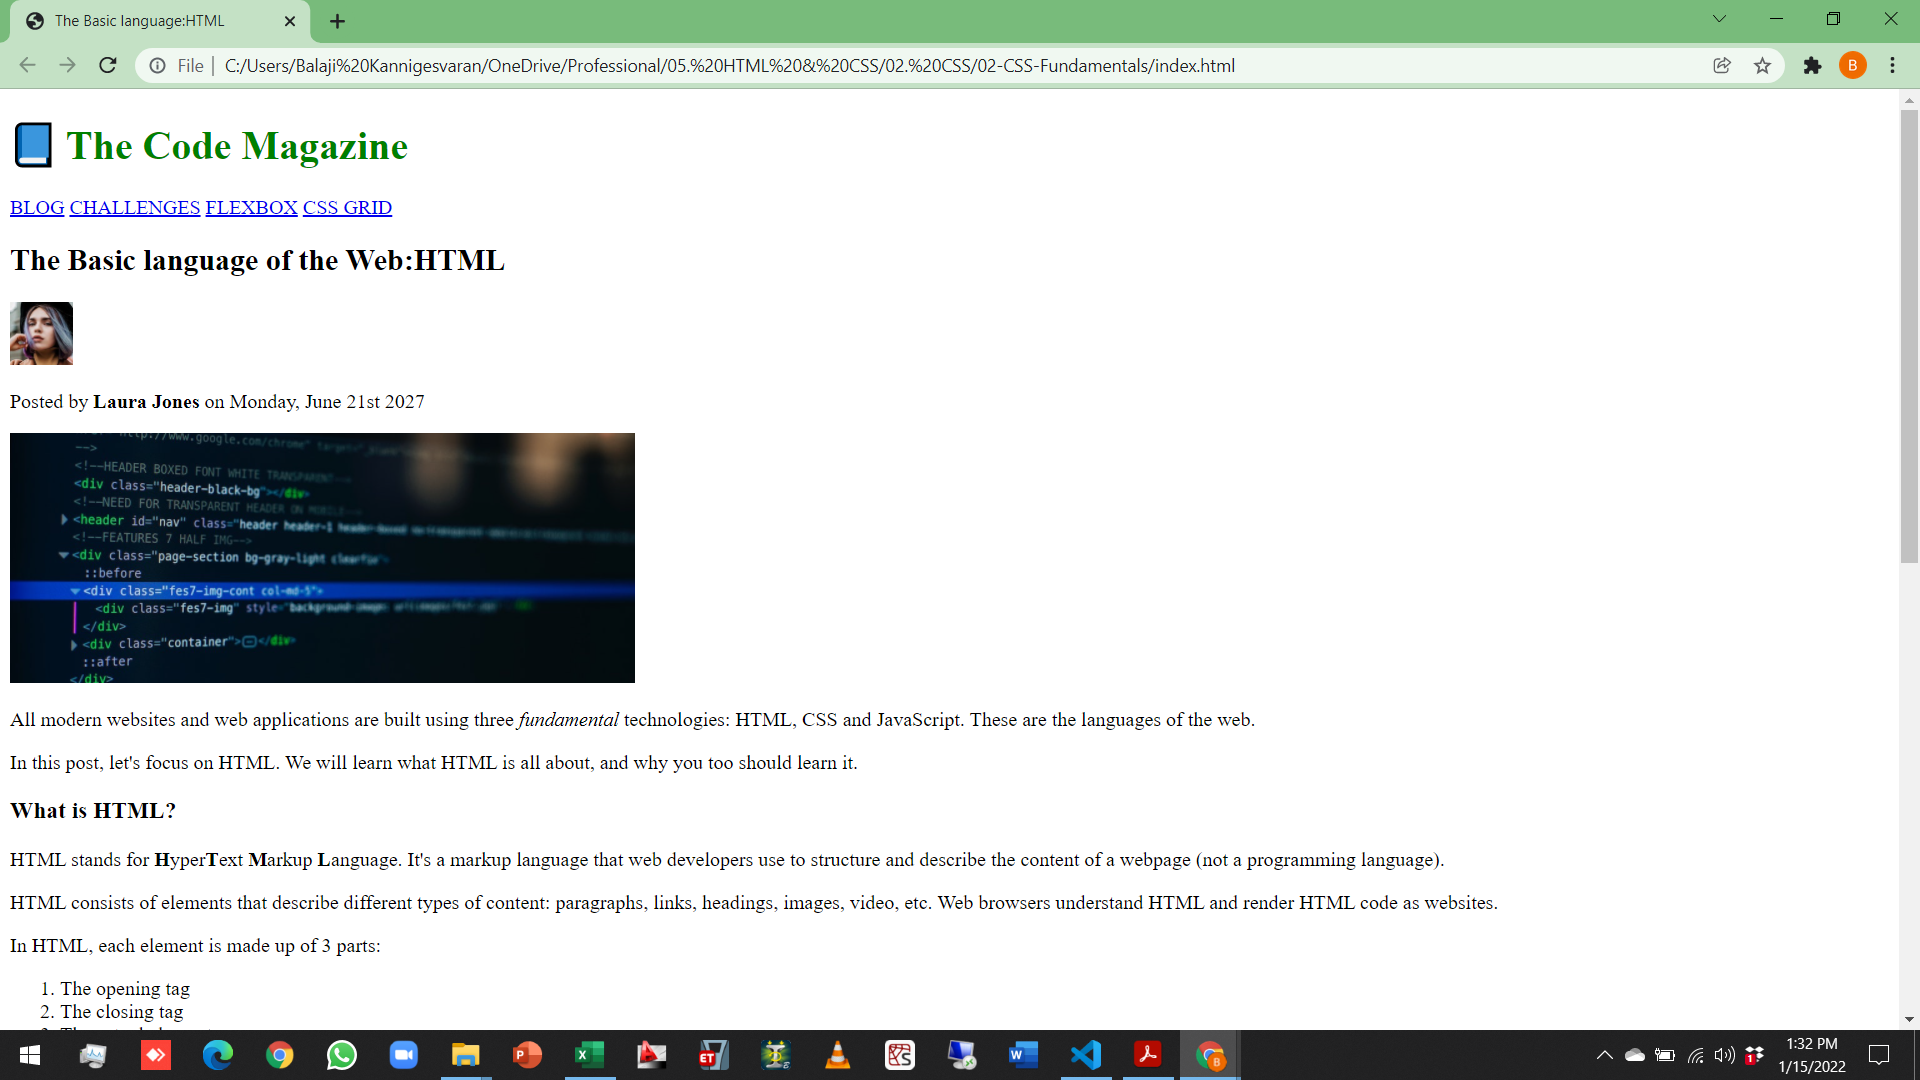 The Basic language:HTML
File
C:/Users/Balaji%20Kannigesvaran/OneDrive/Professional/05.%20HTML%20&%20CSS/02.%20CSS/02-CSS-Fundamentals/index.html
B
The Code Magazine
BLOG CHALLENGES FLEXBOX CSS GRID
The Basic language of the Web:HTML
Posted by Laura Jones on Monday, June 21st 2027
-->
<!--HEADER BOXED FONT WHITE TRANSPARENT-->
<div class="header-black-bg"></div>
<!--NEED FOR TRANSPARENT HEADER ON MOBILE-->
<header id="nav" class="header header-1 header-boxed
<!--FEATURES 7 HALF IMG-->
<div class="page-section bg-gray-light clearfix">
::before
<div class="fes7-img-cont col-md-5">
<div class="fes7-img" style="background-image:
</div>
<div class="container"></div>
::after
</div>
All modern websites and web applications are built using three fundamental technologies: HTML, CSS and JavaScript. These are the languages of the web.
In this post, let's focus on HTML. We will learn what HTML is all about, and why you too should learn it.
What is HTML?
HTML stands for HyperText Markup Language. It's a markup language that web developers use to structure and describe the content of a webpage (not a programming language).
HTML consists of elements that describe different types of content: paragraphs, links, headings, images, video, etc. Web browsers understand HTML and render HTML code as websites.
In HTML, each element is made up of 3 parts:
1. The opening tag
2. The closing tag
1:32 PM
1/15/2022